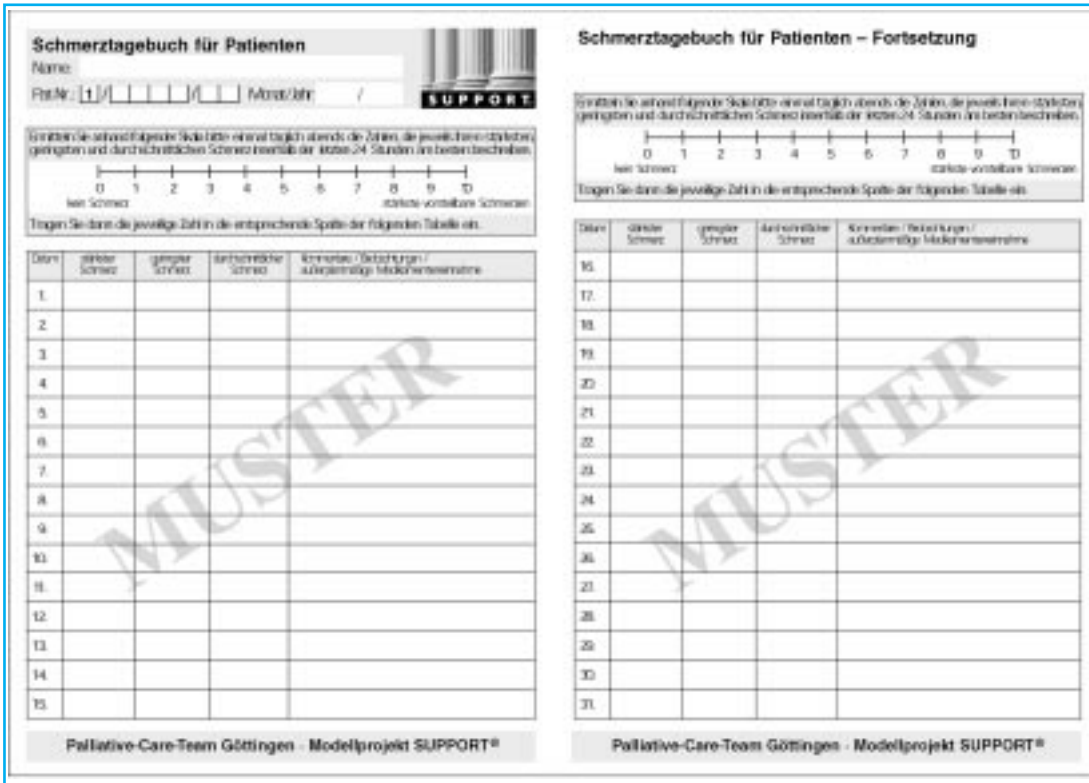 Schmerztagebuch für Patienten
Name:
Pat.Nr.: 1 / / Monat/Jahr: /
SUPPORT
Ermitteln Sie anhand folgender Skala bitte einmal täglich abends die Zahlen, die jeweils Ihren stärksten,
geringsten und durchschnittlichen Schmerz innerhalb der letzten 24 Stunden am besten beschreiben.
0 1 2 3 4 5 6 7 8 9 10
kein Schmerz stärkste vorstellbare Schmerzen
Tragen Sie dann die jeweilige Zahl in die entsprechende Spalte der folgenden Tabelle ein.
Datum stärkster Schmerz geringster Schmerz durchschnittlicher Schmerz Kommentare / Beobachtungen /
außerplanmäßige Medikamenteneinnahme
1.
2.
3.
4.
5.
6.
7.
8.
9.
10.
11.
12.
13.
14.
15.
MUSTER
Palliative-Care-Team Göttingen - Modellprojekt SUPPORT®
Schmerztagebuch für Patienten – Fortsetzung
Ermitteln Sie anhand folgender Skala bitte einmal täglich abends die Zahlen, die jeweils Ihren stärksten,
geringsten und durchschnittlichen Schmerz innerhalb der letzten 24 Stunden am besten beschreiben.
0 1 2 3 4 5 6 7 8 9 10
kein Schmerz stärkste vorstellbare Schmerzen
Tragen Sie dann die jeweilige Zahl in die entsprechende Spalte der folgenden Tabelle ein.
Datum stärkster Schmerz geringster Schmerz durchschnittlicher Schmerz Kommentare / Beobachtungen /
außerplanmäßige Medikamenteneinnahme
16.
17.
18.
19.
20.
21.
22.
23.
24.
25.
26.
27.
28.
29.
30.
31.
MUSTER
Palliative-Care-Team Göttingen - Modellprojekt SUPPORT®